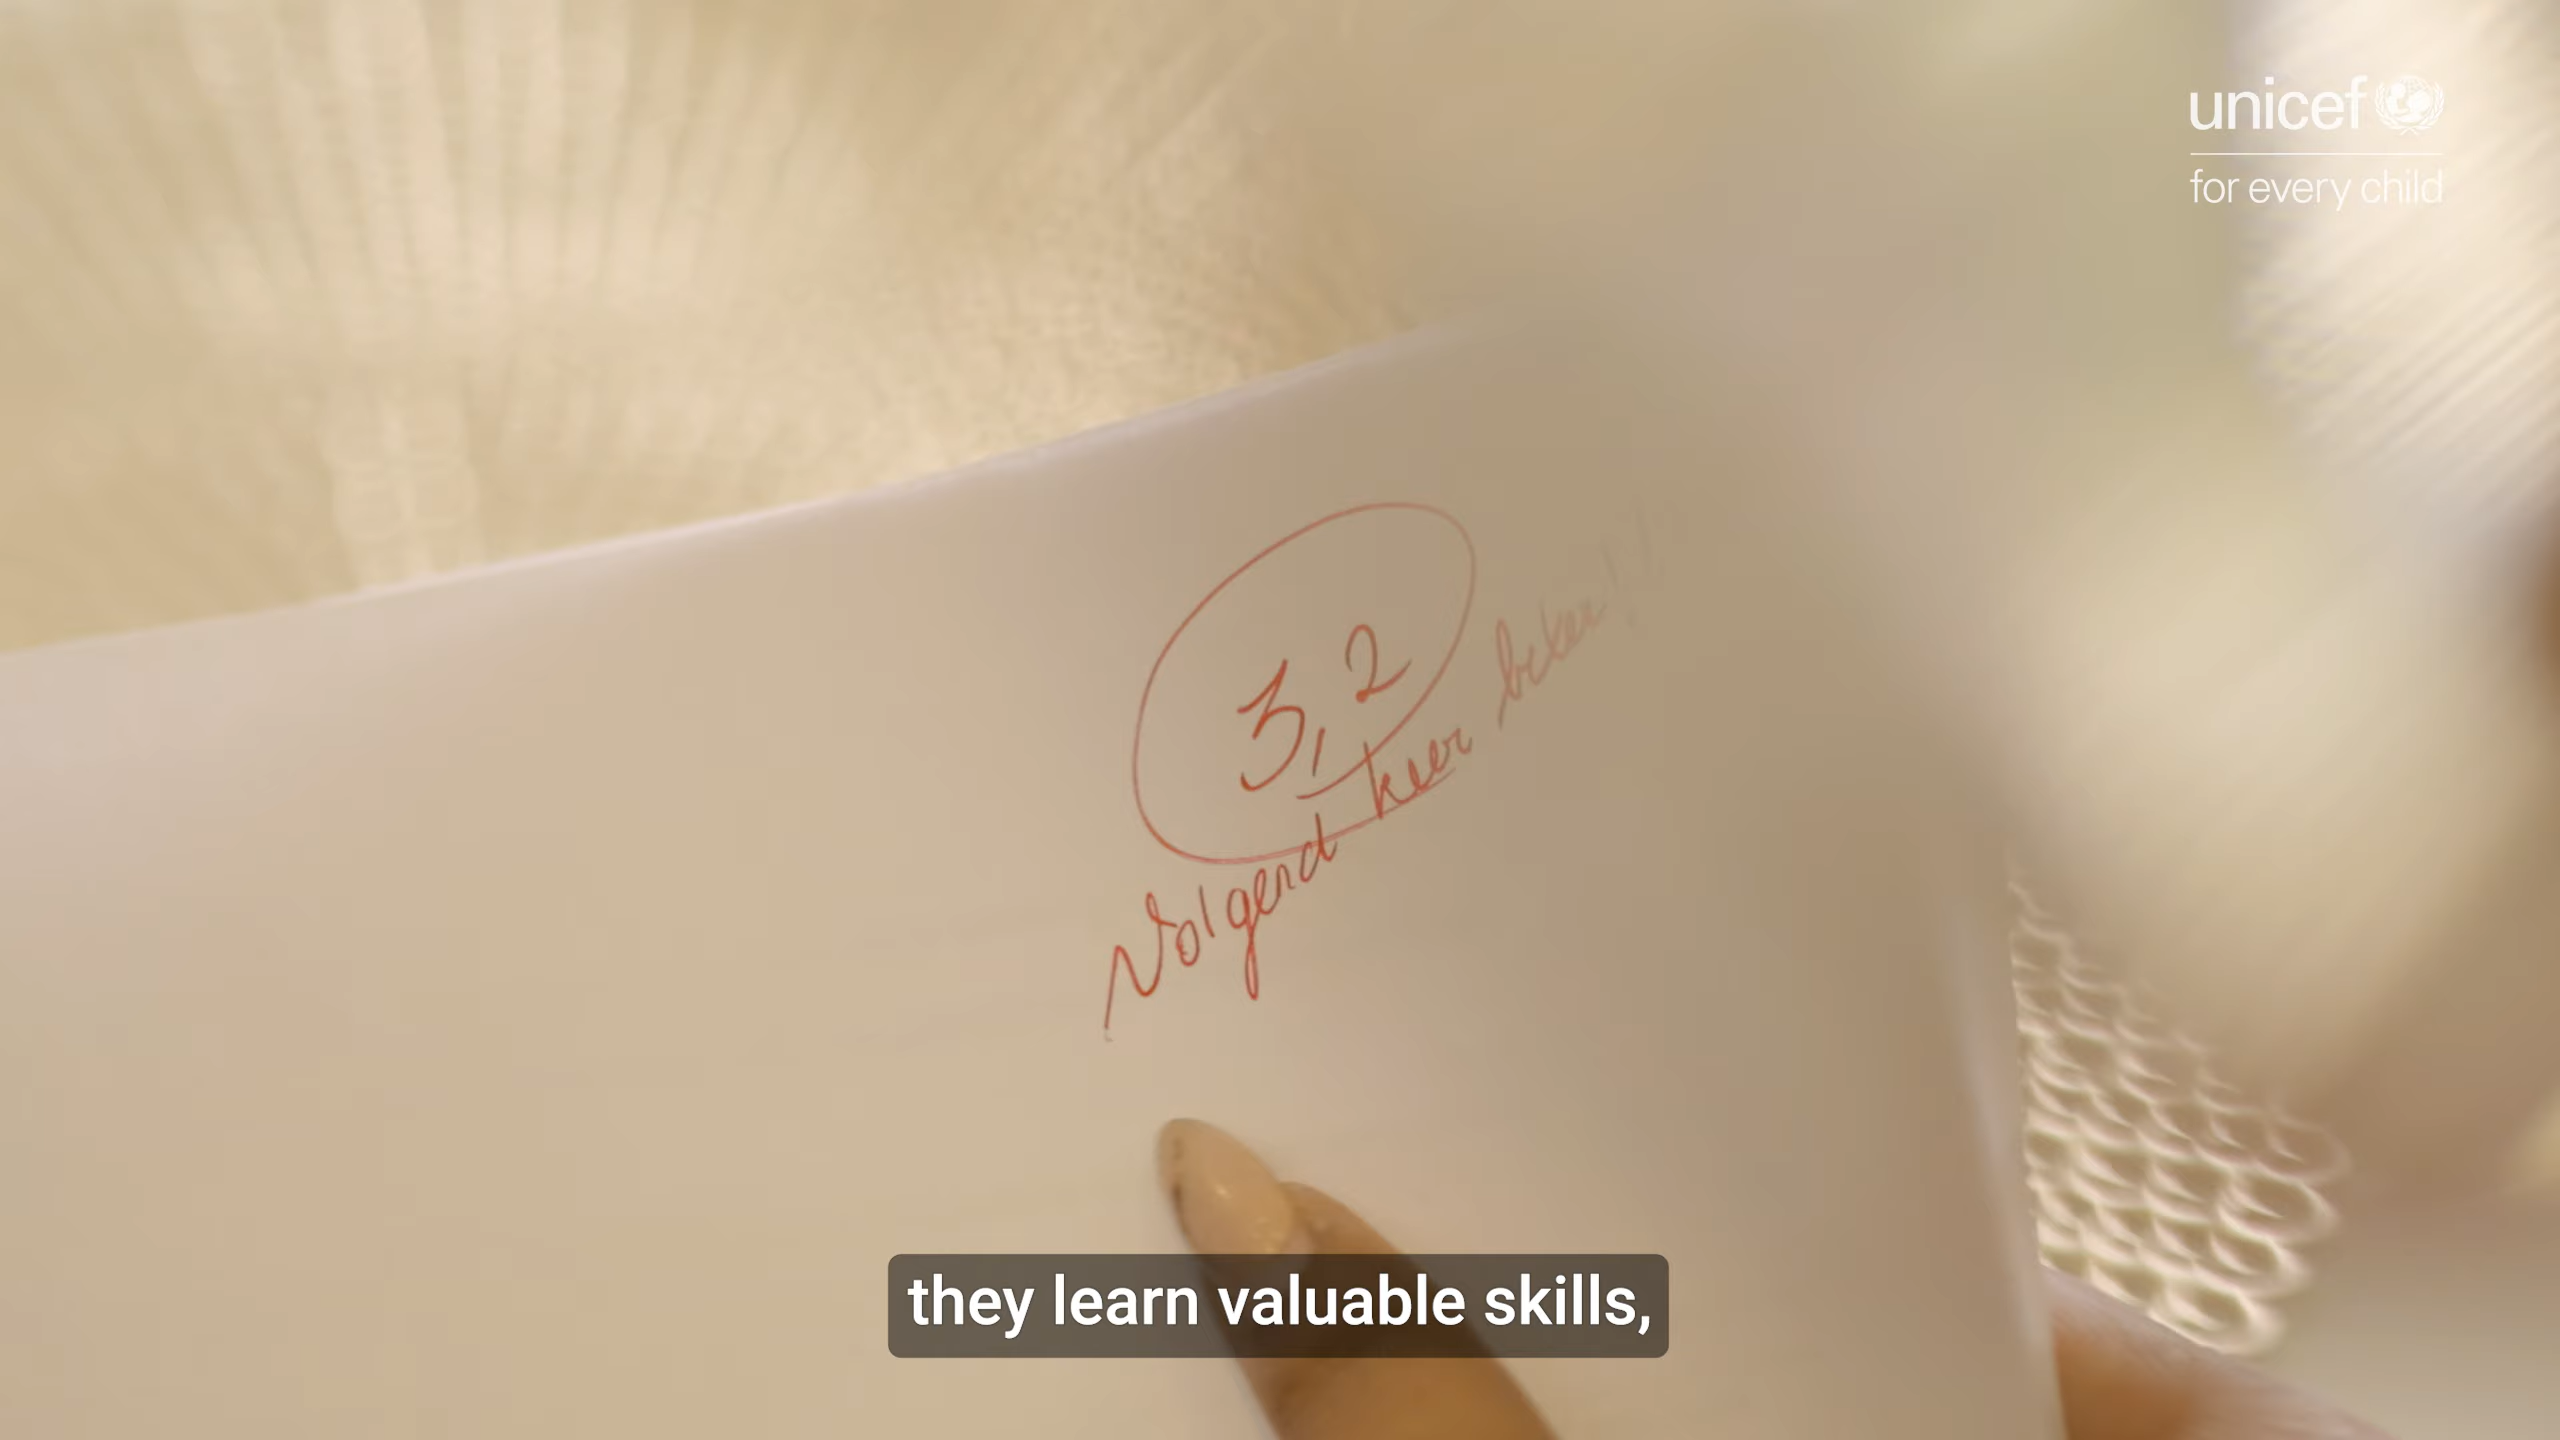 unicef
for every child
3,2
Volgend keer beter!
they learn valuable skills,